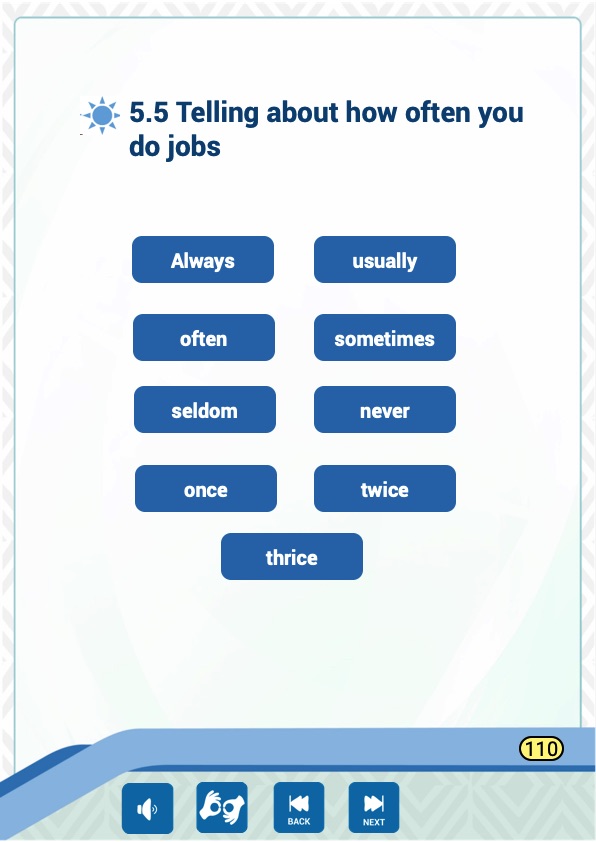 5.5 Telling about how often you
do jobs
Always
usually
often
sometimes
seldom
never
once
twice
thrice
110
BACK
NEXT